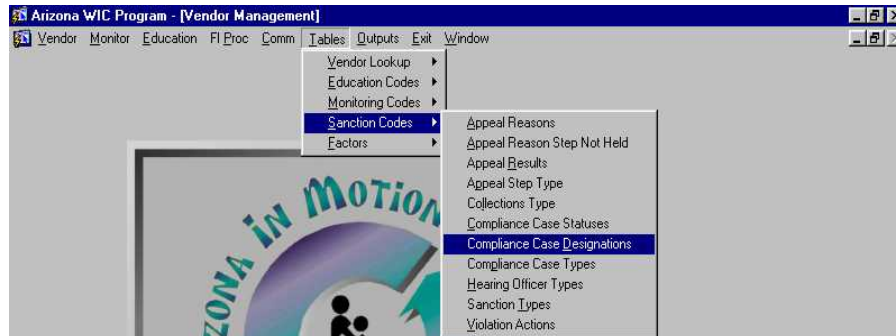 Arizona WIC Program - [Vendor Management]
Vendor Monitor Education FI Proc Comm Tables Outputs Exit Window
Vendor Lookup
Education Codes
Monitoring Codes
Sanction Codes
Factors
Appeal Reasons
Appeal Reason Step Not Held
Appeal Results
Appeal Step Type
Collections Type
Compliance Case Statuses
Compliance Case Designations
Compliance Case Types
Hearing Officer Types
Sanction Types
Violation Actions
ARIZONA IN MOTION